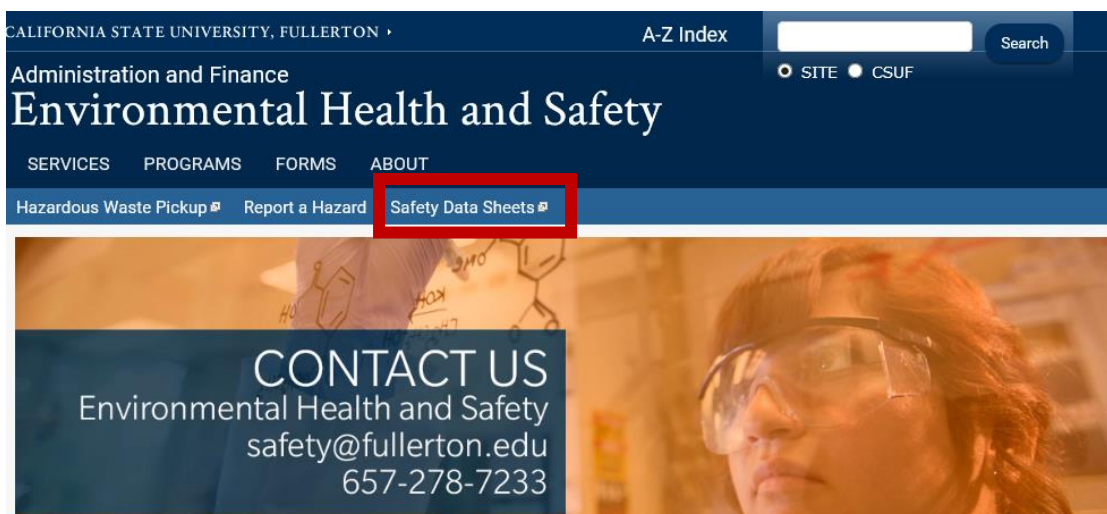 CALIFORNIA STATE UNIVERSITY, FULLERTON
A-Z Index
Search
SITE CSUF
Administration and Finance
Environmental Health and Safety
SERVICES PROGRAMS FORMS ABOUT
Hazardous Waste Pickup Report a Hazard Safety Data Sheets
CONTACT US
Environmental Health and Safety
safety@fullerton.edu
657-278-7233